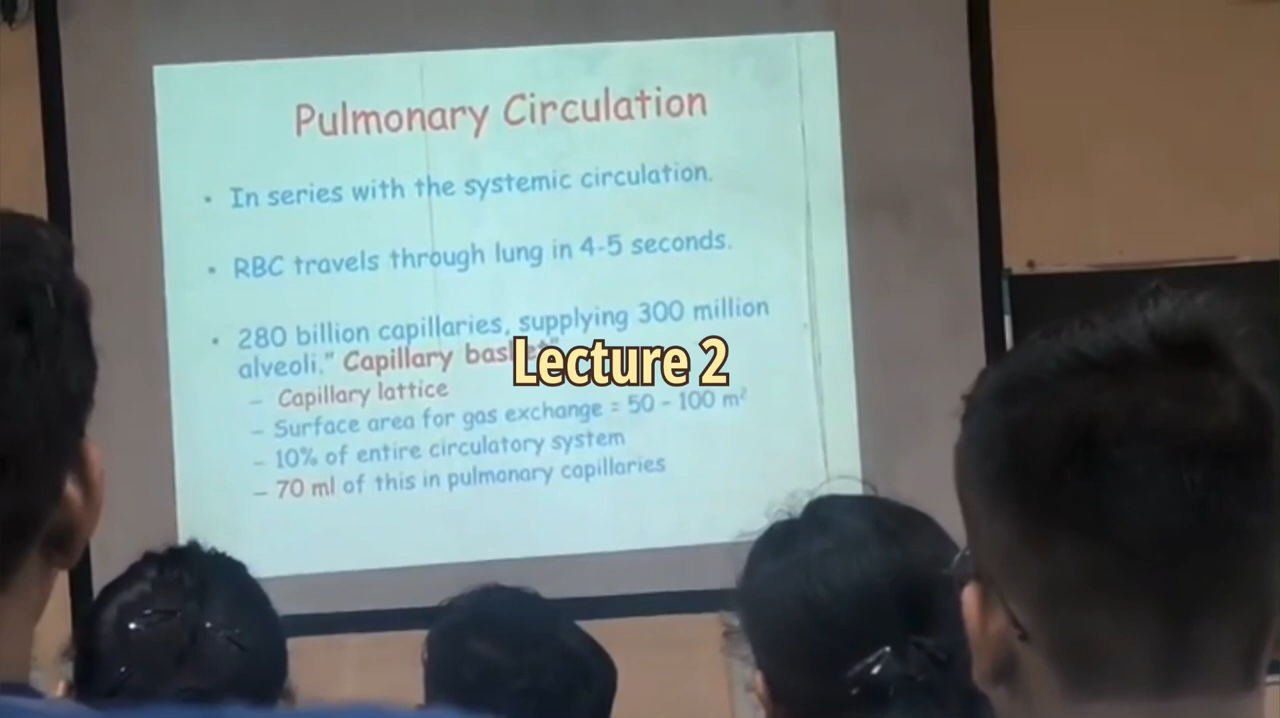 Pulmonary Circulation
• In series with the systemic circulation.
• RBC travels through lung in 4-5 seconds.
• 280 billion capillaries, supplying 300 million
alveoli." Capillary basket"
Lecture 2
– Capillary lattice
– Surface area for gas exchange = 50 – 100 m²
– 10% of entire circulatory system
– 70 ml of this in pulmonary capillaries